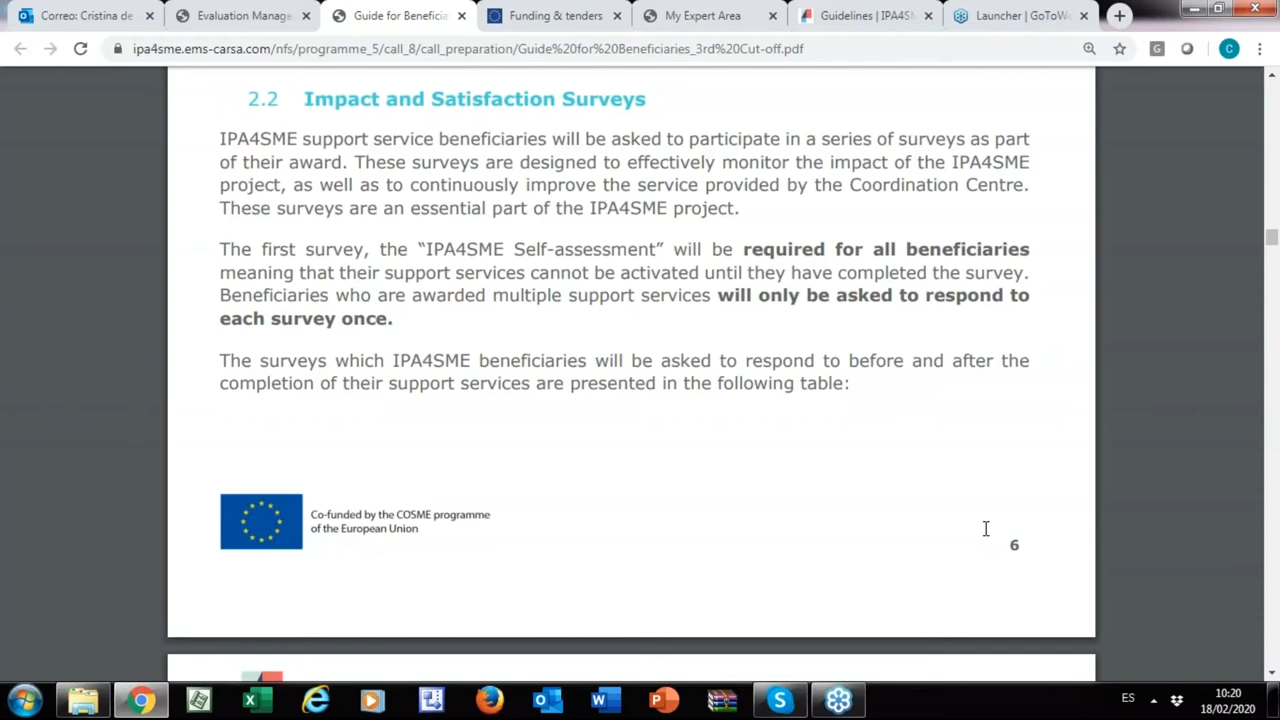 Correo: Cristina de
Evaluation Manage
Guide for Beneficia
Funding & tenders
My Expert Area
Guidelines | IPA4SM
Launcher | GoToWe
ipa4sme.ems-carsa.com/nfs/programme_5/call_8/call_preparation/Guide%20for%20Beneficiaries_3rd%20Cut-off.pdf
G
C
2.2 Impact and Satisfaction Surveys
IPA4SME support service beneficiaries will be asked to participate in a series of surveys as part
of their award. These surveys are designed to effectively monitor the impact of the IPA4SME
project, as well as to continuously improve the service provided by the Coordination Centre.
These surveys are an essential part of the IPA4SME project.
The first survey, the “IPA4SME Self-assessment” will be required for all beneficiaries
meaning that their support services cannot be activated until they have completed the survey.
Beneficiaries who are awarded multiple support services will only be asked to respond to
each survey once.
The surveys which IPA4SME beneficiaries will be asked to respond to before and after the
completion of their support services are presented in the following table:
Co-funded by the COSME programme
of the European Union
6
ES
10:20
18/02/2020